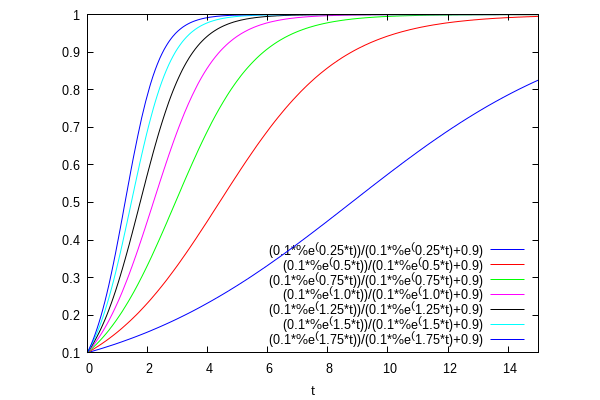 1
0.9
0.8
0.7
0.6
0.5
0.4
0.3
0.2
0.1
(0.1*%e^(0.25*t))/(0.1*%e^(0.25*t)+0.9)
(0.1*%e^(0.5*t))/(0.1*%e^(0.5*t)+0.9)
(0.1*%e^(0.75*t))/(0.1*%e^(0.75*t)+0.9)
(0.1*%e^(1.0*t))/(0.1*%e^(1.0*t)+0.9)
(0.1*%e^(1.25*t))/(0.1*%e^(1.25*t)+0.9)
(0.1*%e^(1.5*t))/(0.1*%e^(1.5*t)+0.9)
(0.1*%e^(1.75*t))/(0.1*%e^(1.75*t)+0.9)
0 2 4 6 8 10 12 14
t